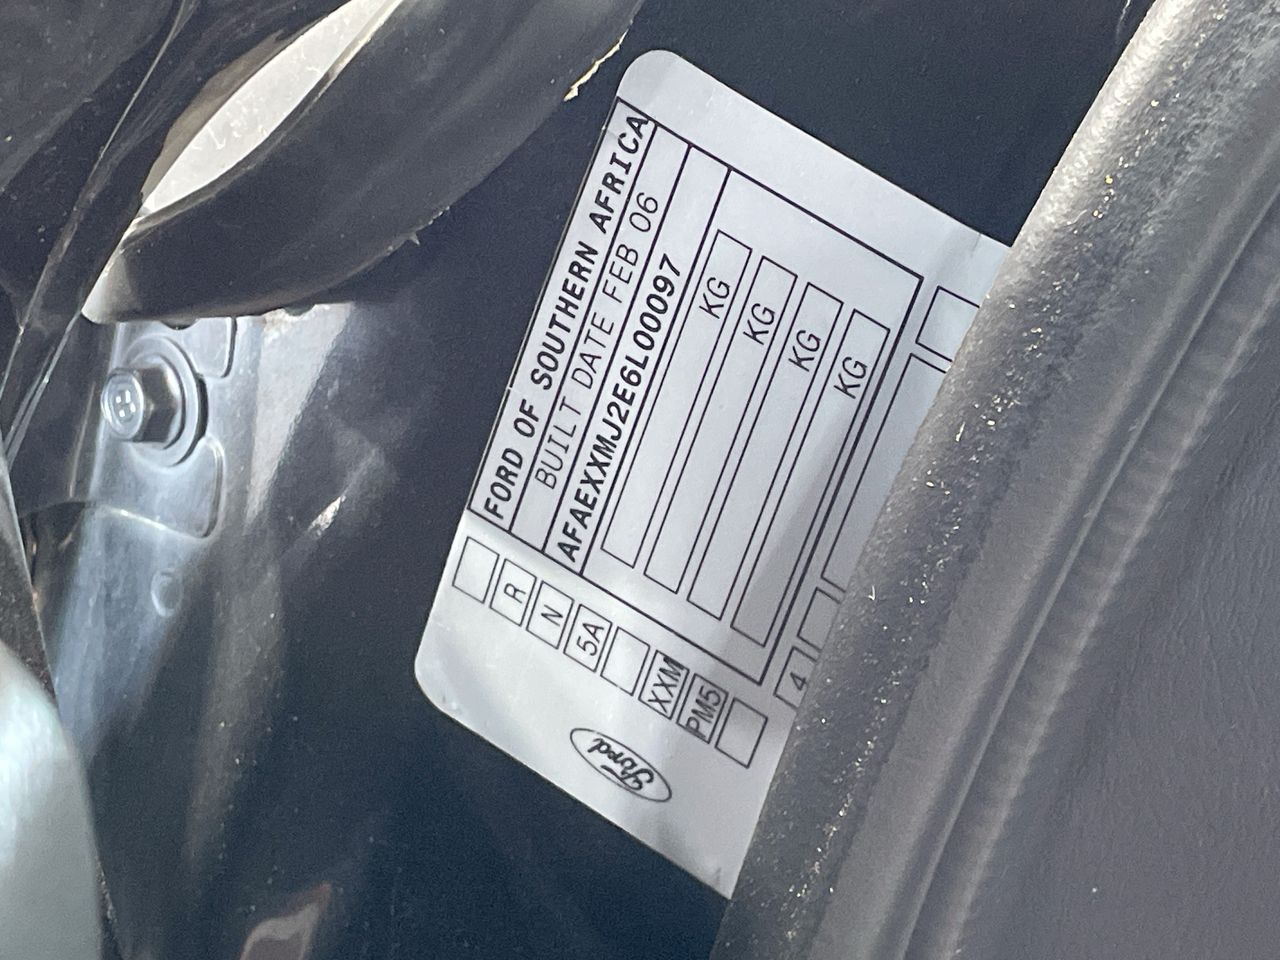 FORD OF SOUTHERN AFRICA
BUILT DATE FEB 06
AFAEXXMJ2E6L00097
KG
KG
KG
KG
R
N
5A
XXM
PM5
4
Ford